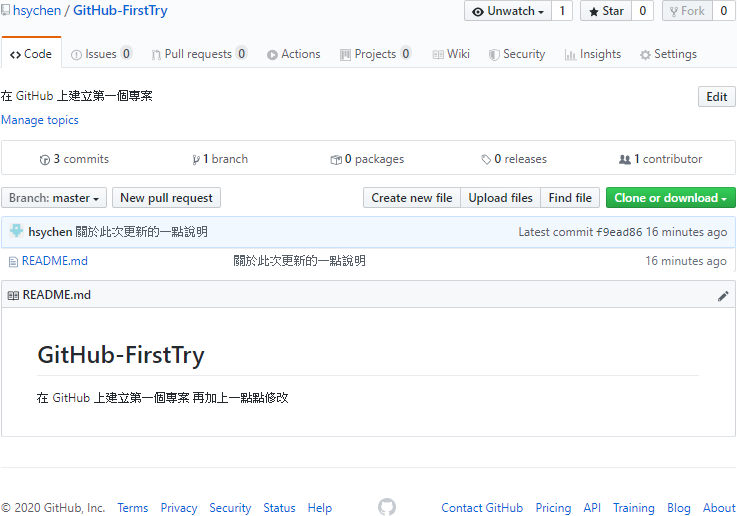 hsychen / GitHub-FirstTry Unwatch 1 Star 0 Fork 0
Code Issues 0 Pull requests 0 Actions Projects 0 Wiki Security Insights Settings
在 GitHub 上建立第一個專案 Edit
Manage topics
3 commits 1 branch 0 packages 0 releases 1 contributor
Branch: master New pull request Create new file Upload files Find file Clone or download
hsychen 關於此次更新的一點說明 Latest commit f9ead86 16 minutes ago
README.md 關於此次更新的一點說明 16 minutes ago
README.md
GitHub-FirstTry
在 GitHub 上建立第一個專案 再加上一點點修改
© 2020 GitHub, Inc. Terms Privacy Security Status Help Contact GitHub Pricing API Training Blog About